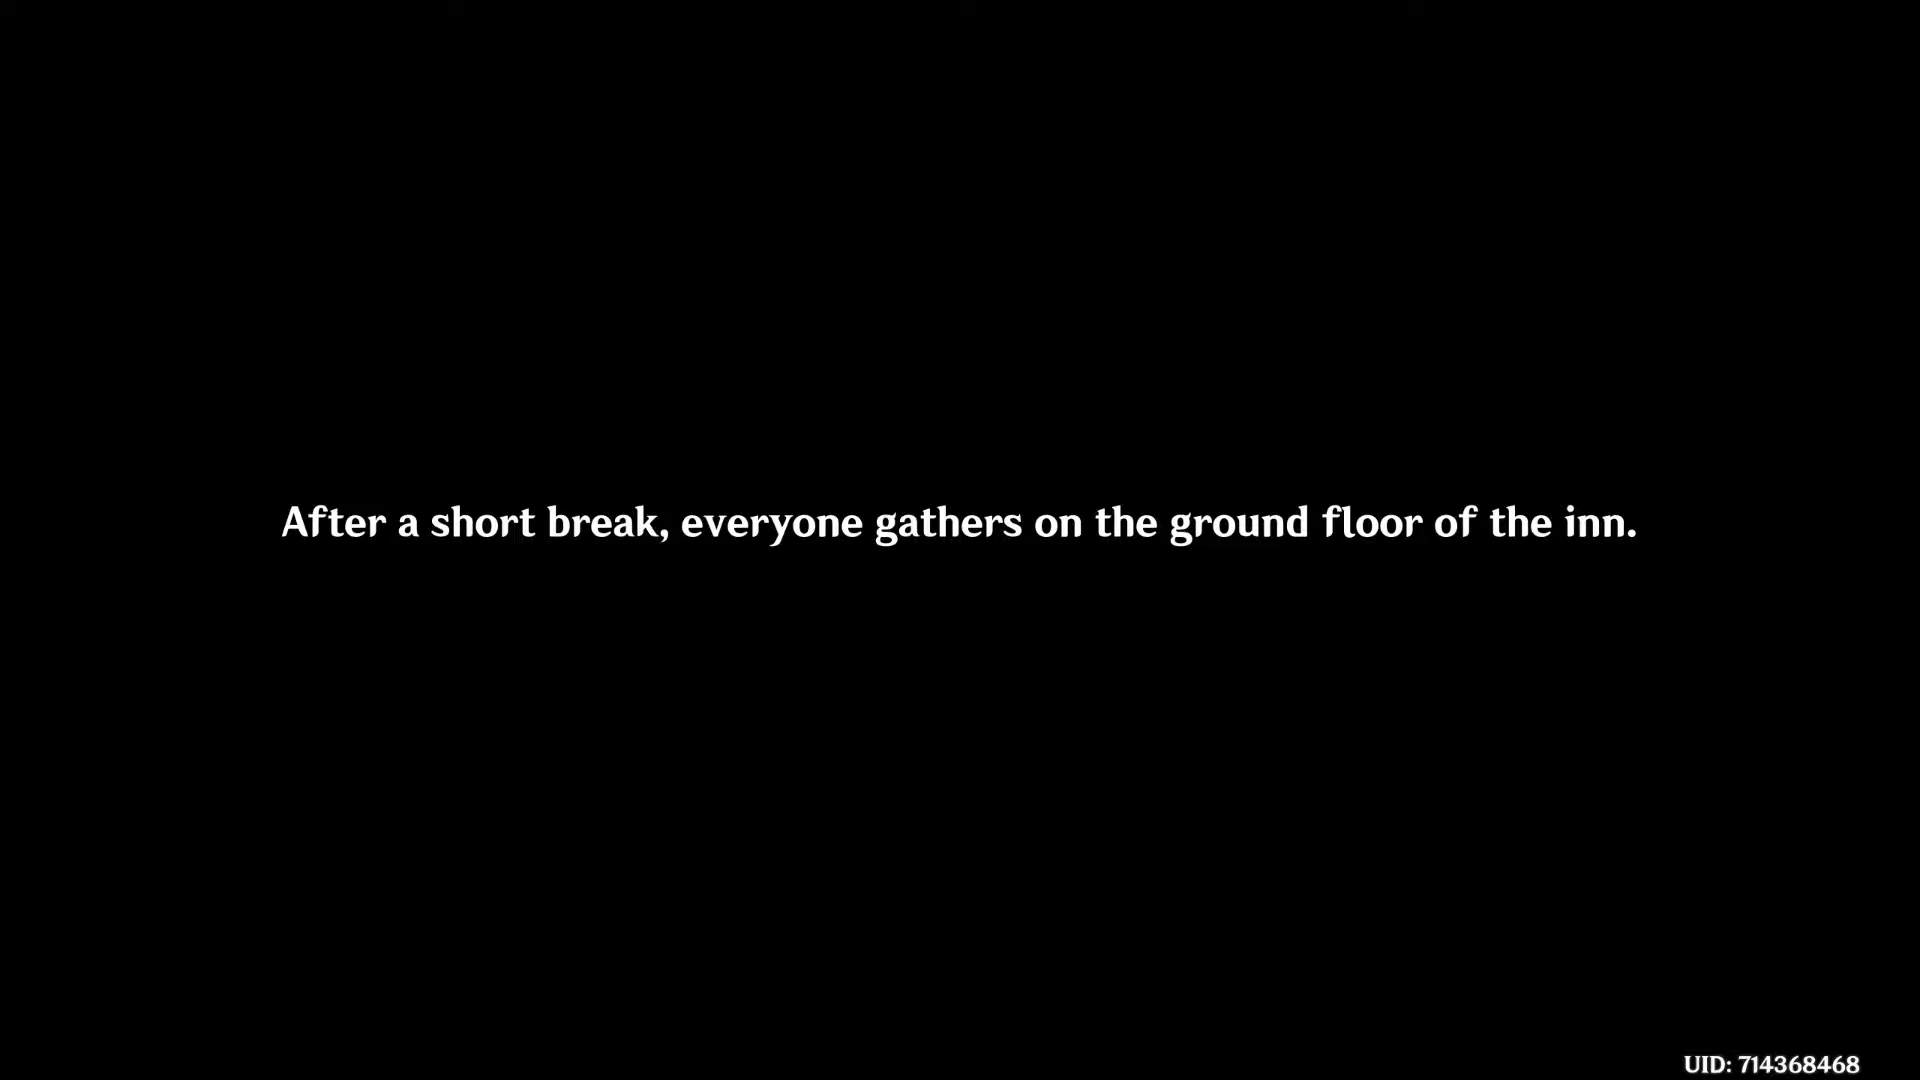 After a short break, everyone gathers on the ground floor of the inn.
UID: 714368468